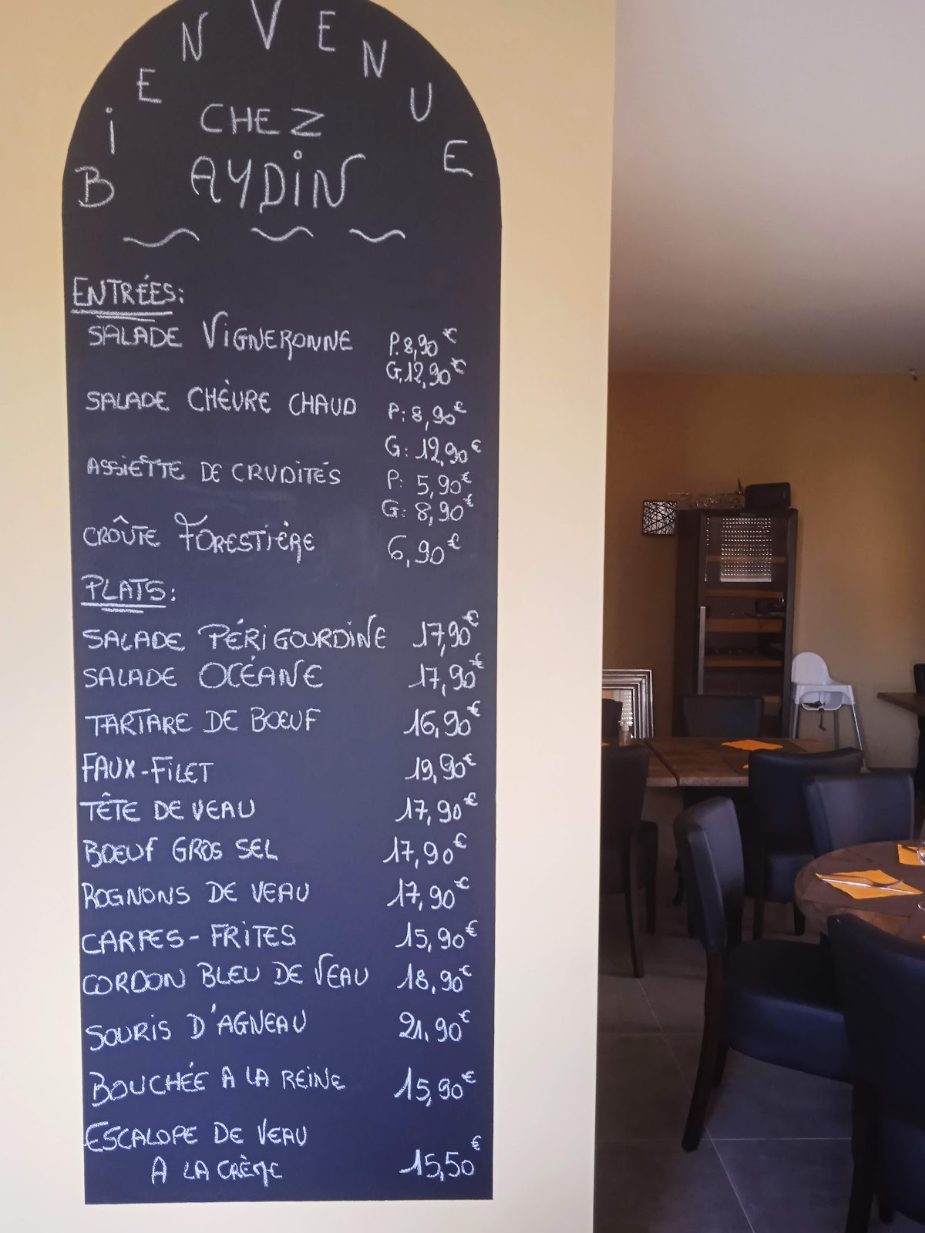 BiENVENUE
CHEZ
AYDiN
ENTRÉES:
SALADE VIGNERONNE P:8,90€
G:12,90€
SALADE CHÈVRE CHAUD P:8,90€
G:12,90€
ASSIETTE DE CRUDITÉS P: 5,90€
G: 8,90€
CROÛTE FORESTIÈRE 6,90€
PLATS:
SALADE PÉRIGOURDINE 17,90€
SALADE OCÉANE 17,90€
TARTARE DE BŒUF 16,90€
FAUX-FILET 19,90€
TÊTE DE VEAU 17,90€
BŒUF GROS SEL 17,90€
ROGNONS DE VEAU 17,90€
CARPES-FRITES 15,90€
CORDON BLEU DE VEAU 18,90€
SOURIS D'AGNEAU 21,90€
BOUCHÉE A LA REINE 15,90€
ESCALOPE DE VEAU
A LA CRÈME 15,50€